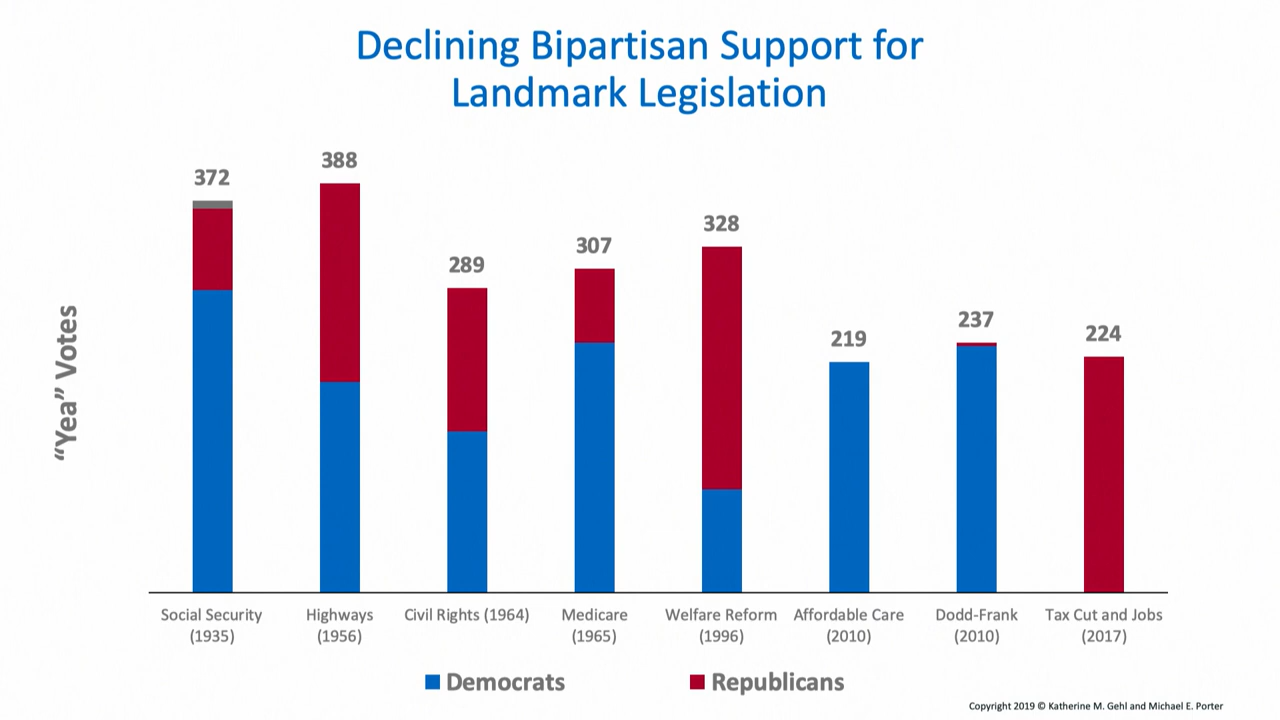 Declining Bipartisan Support for
Landmark Legislation
388
372
328
307
289
237
224
219
“Yea” Votes
Social Security
(1935)
Highways
(1956)
Civil Rights (1964)
Medicare
(1965)
Welfare Reform
(1996)
Affordable Care
(2010)
Dodd-Frank
(2010)
Tax Cut and Jobs
(2017)
Democrats
Republicans
Copyright 2019 © Katherine M. Gehl and Michael E. Porter